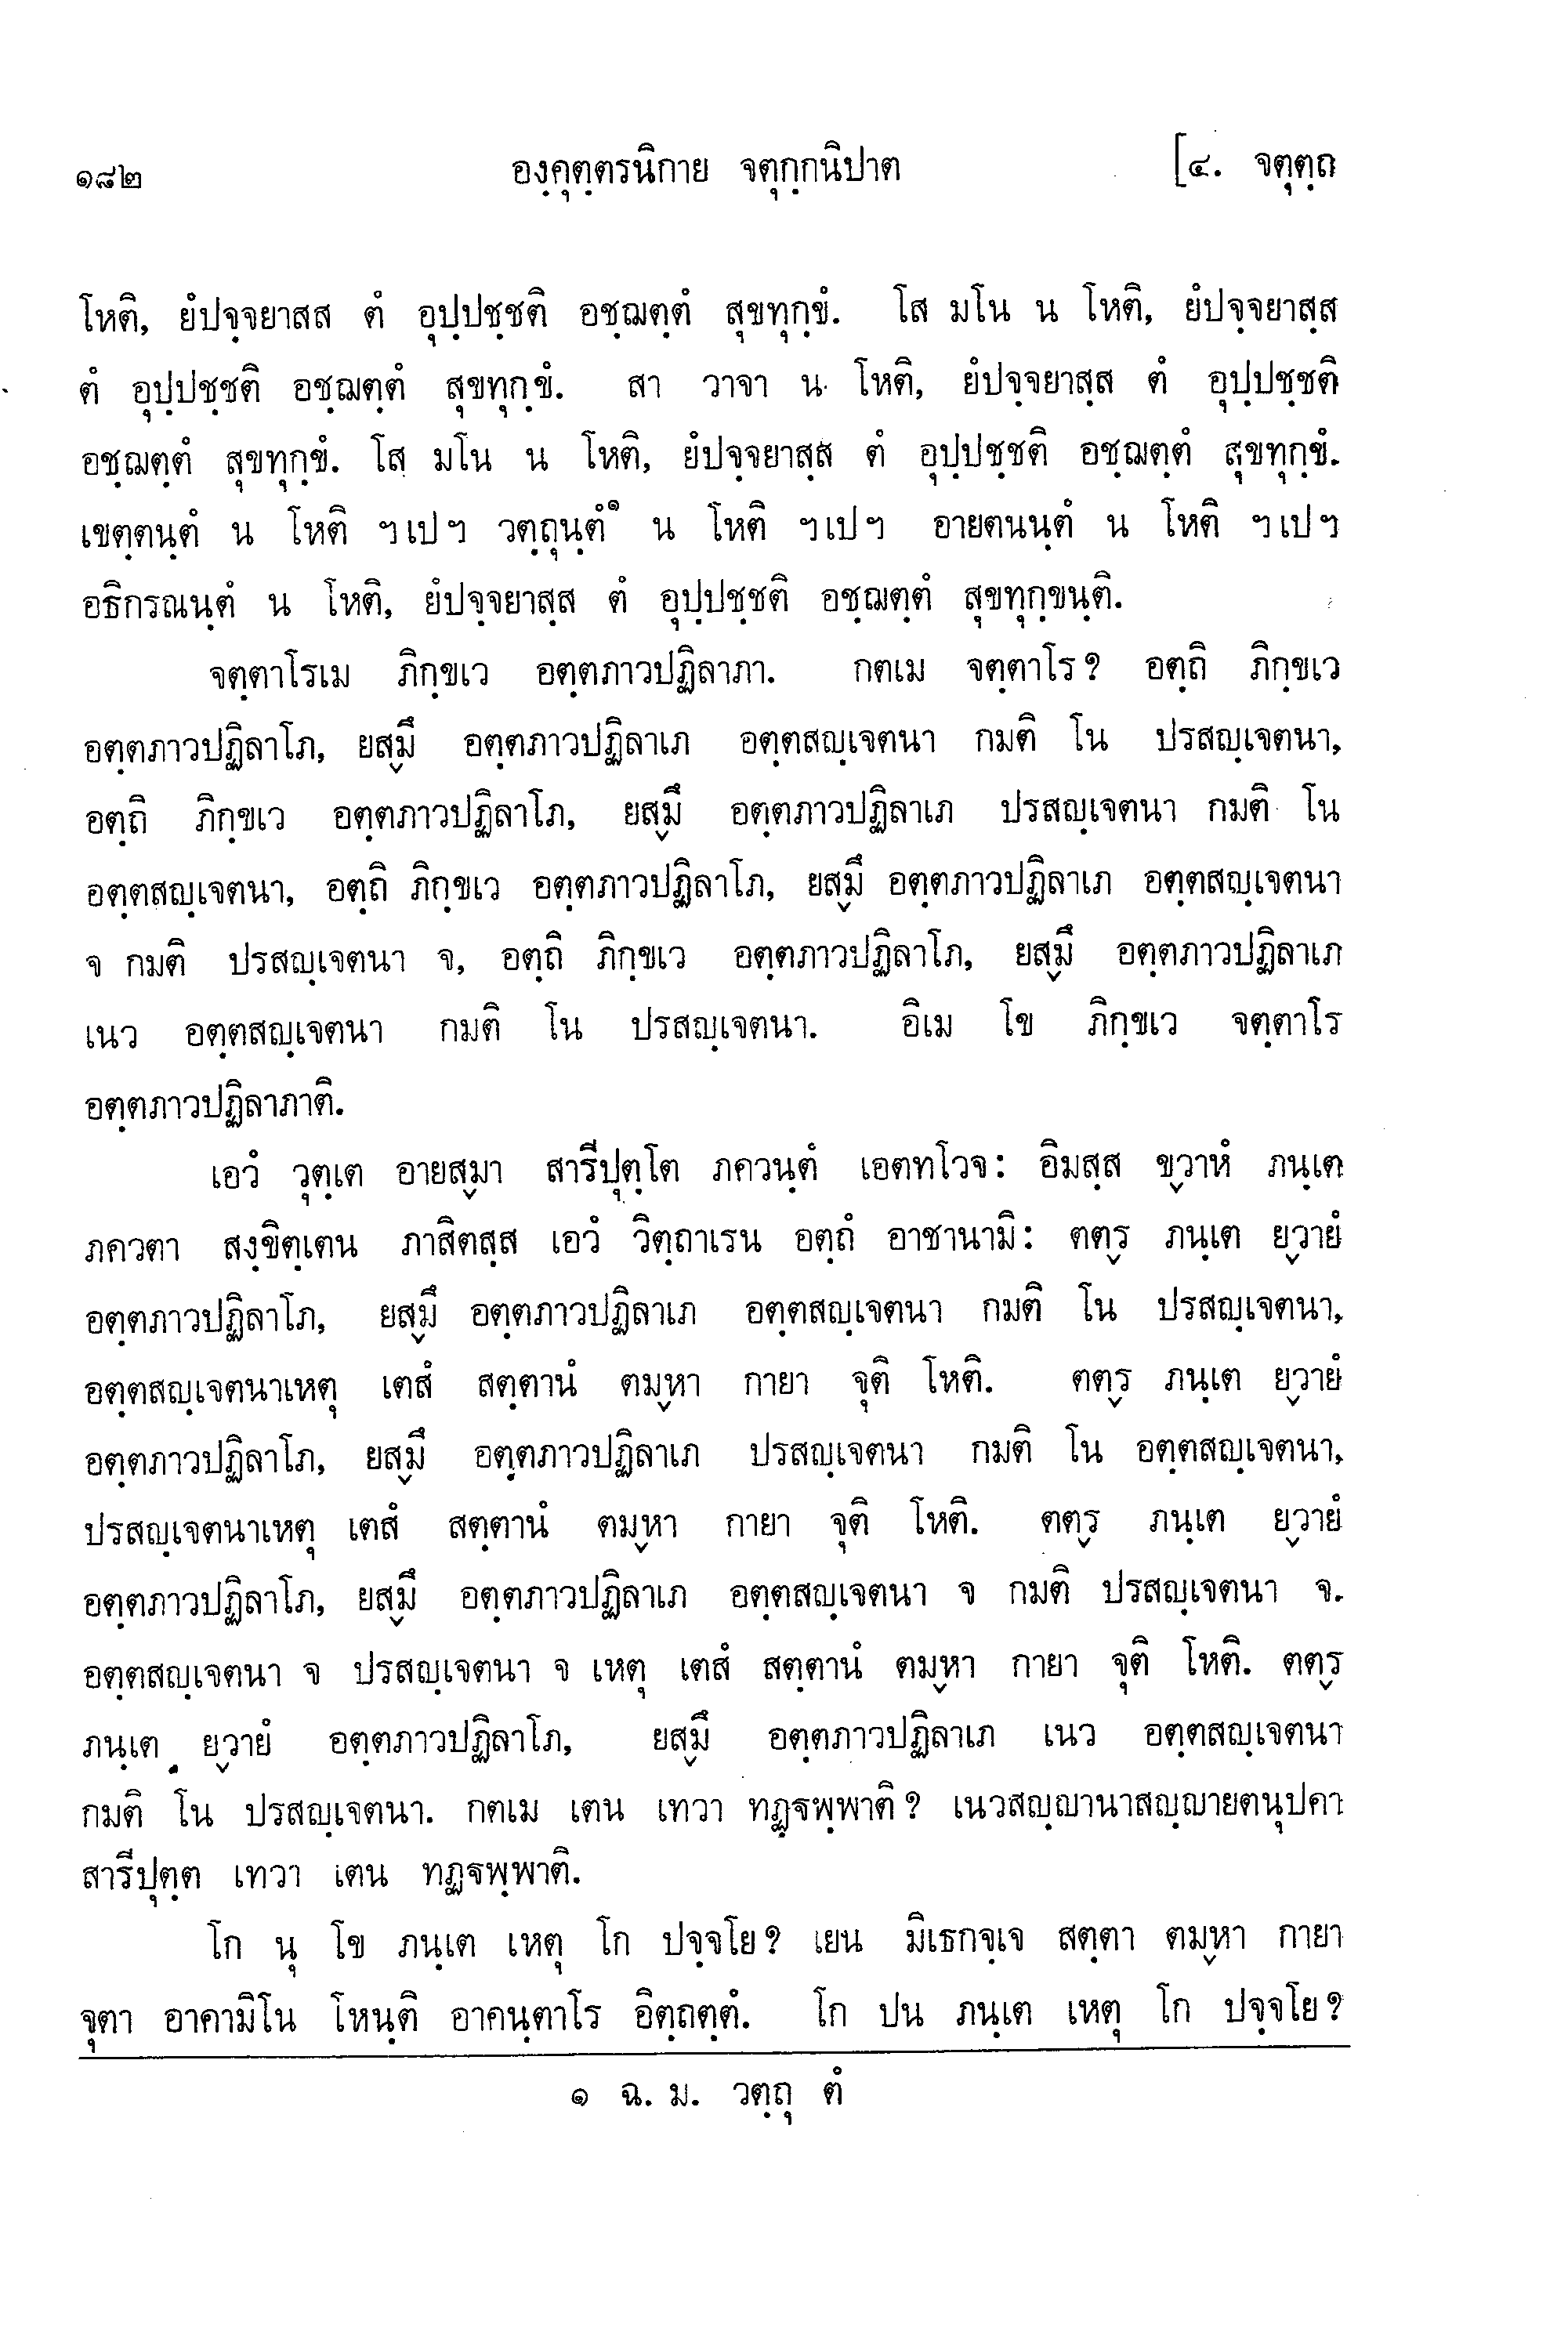 ๑๘๒ องฺคุตฺตรนิกาย จตุกฺกนิปาต [๔. จตุตฺถ
โหติ, ยํปจฺจยาสส ตํ อุปฺปชฺชติ อชฺฌตฺตํ สุขทุกฺขํ. โส มโน น โหติ, ยํปจฺจยาสฺส
ตํ อุปฺปชฺชติ อชฺฌตฺตํ สุขทุกฺขํ. สา วาจา น โหติ, ยํปจฺจยาสฺส ตํ อุปฺปชฺชติ
อชฺฌตฺตํ สุขทุกฺขํ. โส มโน น โหติ, ยํปจฺจยาสฺส ตํ อุปฺปชฺชติ อชฺฌตฺตํ สุขทุกฺขํ.
เขตฺตนฺตํ น โหติ ฯเปฯ วตฺถุนฺตํ๑ น โหติ ฯเปฯ อายตนนฺตํ น โหติ ฯเปฯ
อธิกรณนฺตํ น โหติ, ยํปจฺจยาสฺส ตํ อุปฺปชฺชติ อชฺฌตฺตํ สุขทุกฺขนฺติ.
จตฺตาโรเม ภิกฺขเว อตฺตภาวปฏิลาภา. กตเม จตฺตาโร? อตฺถิ ภิกฺขเว
อตฺตภาวปฏิลาโภ, ยสฺมึ อตฺตภาวปฏิลาเภ อตฺตสญฺเจตนา กมติ โน ปรสญฺเจตนา,
อตฺถิ ภิกฺขเว อตฺตภาวปฏิลาโภ, ยสฺมึ อตฺตภาวปฏิลาเภ ปรสญฺเจตนา กมติ โน
อตฺตสญฺเจตนา, อตฺถิ ภิกฺขเว อตฺตภาวปฏิลาโภ, ยสฺมึ อตฺตภาวปฏิลาเภ อตฺตสญฺเจตนา
จ กมติ ปรสญฺเจตนา จ, อตฺถิ ภิกฺขเว อตฺตภาวปฏิลาโภ, ยสฺมึ อตฺตภาวปฏิลาเภ
เนว อตฺตสญฺเจตนา กมติ โน ปรสญฺเจตนา. อิเม โข ภิกฺขเว จตฺตาโร
อตฺตภาวปฏิลาภาติ.
เอวํ วุตฺเต อายสฺมา สารีปุตฺโต ภควนฺตํ เอตทโวจ: อิมสฺส ขฺวาหํ ภนฺเต
ภควตา สงฺขิตฺเตน ภาสิตสฺส เอวํ วิตฺถาเรน อตฺถํ อาชานามิ: ตตฺร ภนฺเต ยฺวายํ
อตฺตภาวปฏิลาโภ, ยสฺมึ อตฺตภาวปฏิลาเภ อตฺตสญฺเจตนา กมติ โน ปรสญฺเจตนา,
อตฺตสญฺเจตนาเหตุ เตสํ สตฺตานํ ตมฺหา กายา จุติ โหติ. ตตฺร ภนฺเต ยฺวายํ
อตฺตภาวปฏิลาโภ, ยสฺมึ อตฺตภาวปฏิลาเภ ปรสญฺเจตนา กมติ โน อตฺตสญฺเจตนา,
ปรสญฺเจตนาเหตุ เตสํ สตฺตานํ ตมฺหา กายา จุติ โหติ. ตตฺร ภนฺเต ยฺวายํ
อตฺตภาวปฏิลาโภ, ยสฺมึ อตฺตภาวปฏิลาเภ อตฺตสญฺเจตนา จ กมติ ปรสญฺเจตนา จ.
อตฺตสญฺเจตนา จ ปรสญฺเจตนา จ เหตุ เตสํ สตฺตานํ ตมฺหา กายา จุติ โหติ. ตตฺร
ภนฺเต ยฺวายํ อตฺตภาวปฏิลาโภ, ยสฺมึ อตฺตภาวปฏิลาเภ เนว อตฺตสญฺเจตนา
กมติ โน ปรสญฺเจตนา. กตเม เตน เทวา ทฏฺฐพฺพาติ? เนวสญฺญานาสญฺญายตนุปคา
สารีปุตฺต เทวา เตน ทฏฺฐพฺพาติ.
โก นุ โข ภนฺเต เหตุ โก ปจฺจโย? เยน มิเธกจฺเจ สตฺตา ตมฺหา กายา
จุตา อาคามิโน โหนฺติ อาคนฺตาโร อิตฺถตฺตํ. โก ปน ภนฺเต เหตุ โก ปจฺจโย?
๑ ฉ. ม. วตฺถุ ตํ